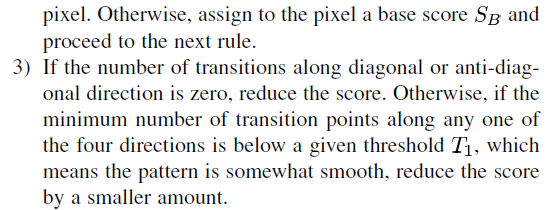 pixel. Otherwise, assign to the pixel a base score S_B and
proceed to the next rule.
3) If the number of transitions along diagonal or anti-diag-
onal direction is zero, reduce the score. Otherwise, if the
minimum number of transition points along any one of
the four directions is below a given threshold T_1, which
means the pattern is somewhat smooth, reduce the score
by a smaller amount.